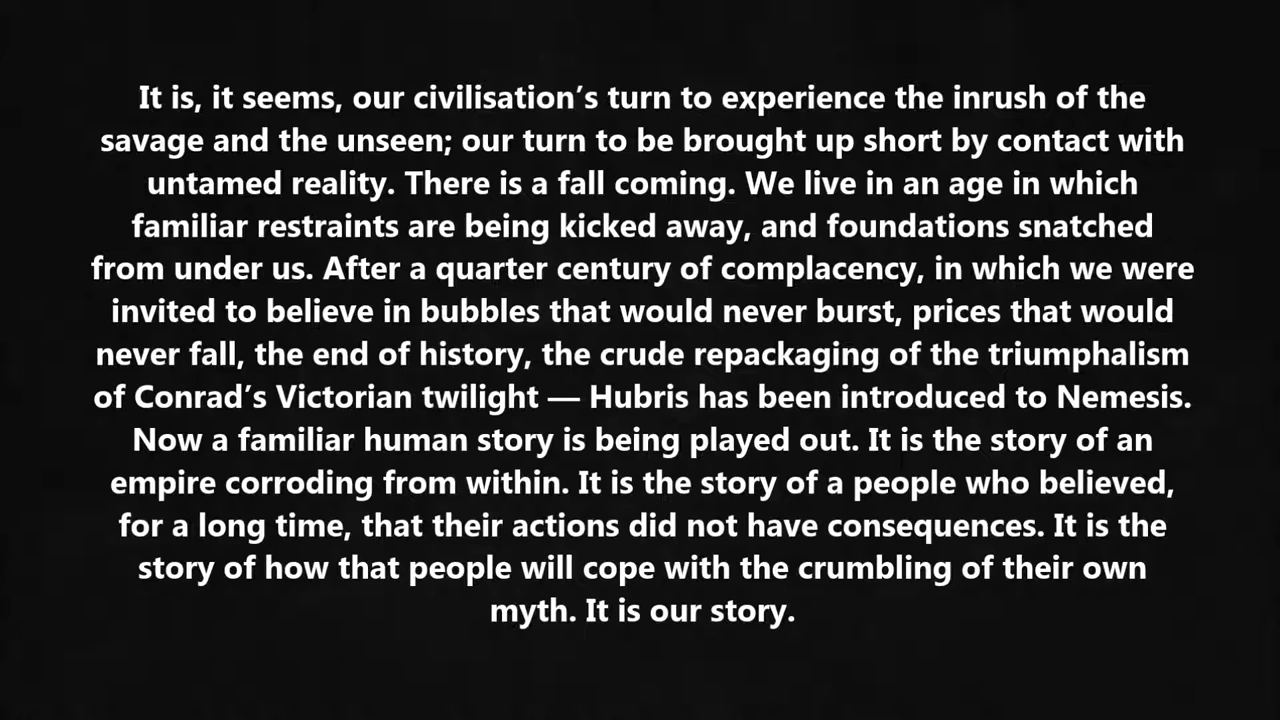 It is, it seems, our civilisation’s turn to experience the inrush of the
savage and the unseen; our turn to be brought up short by contact with
untamed reality. There is a fall coming. We live in an age in which
familiar restraints are being kicked away, and foundations snatched
from under us. After a quarter century of complacency, in which we were
invited to believe in bubbles that would never burst, prices that would
never fall, the end of history, the crude repackaging of the triumphalism
of Conrad’s Victorian twilight — Hubris has been introduced to Nemesis.
Now a familiar human story is being played out. It is the story of an
empire corroding from within. It is the story of a people who believed,
for a long time, that their actions did not have consequences. It is the
story of how that people will cope with the crumbling of their own
myth. It is our story.